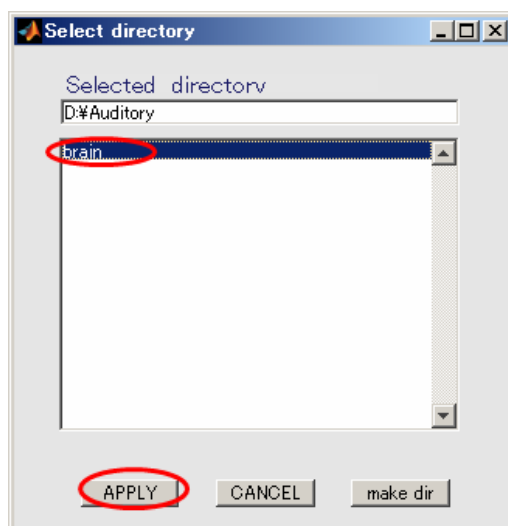 Select directory
Selected directory
D:¥Auditory
brain
APPLY CANCEL make dir